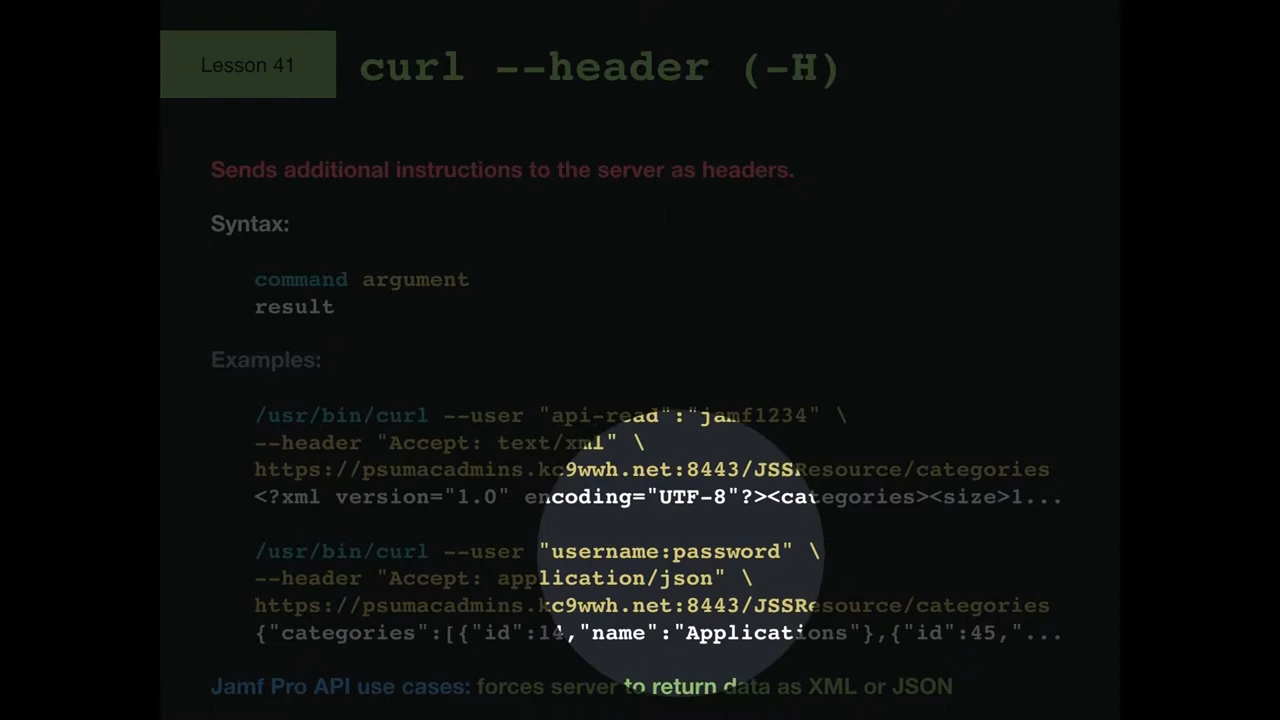 Lesson 41
curl --header (-H)
Sends additional instructions to the server as headers.
Syntax:
command argument
result
Examples:
/usr/bin/curl --user "api-read":"jamf1234" \
--header "Accept: text/xml" \
https://psumacadmins.kc9wwh.net:8443/JSSResource/categories
<?xml version="1.0" encoding="UTF-8"?><categories><size>1...
/usr/bin/curl --user "username:password" \
--header "Accept: application/json" \
https://psumacadmins.kc9wwh.net:8443/JSSResource/categories
{"categories":[{"id":14,"name":"Applications"},{"id":45,"...
Jamf Pro API use cases: forces server to return data as XML or JSON